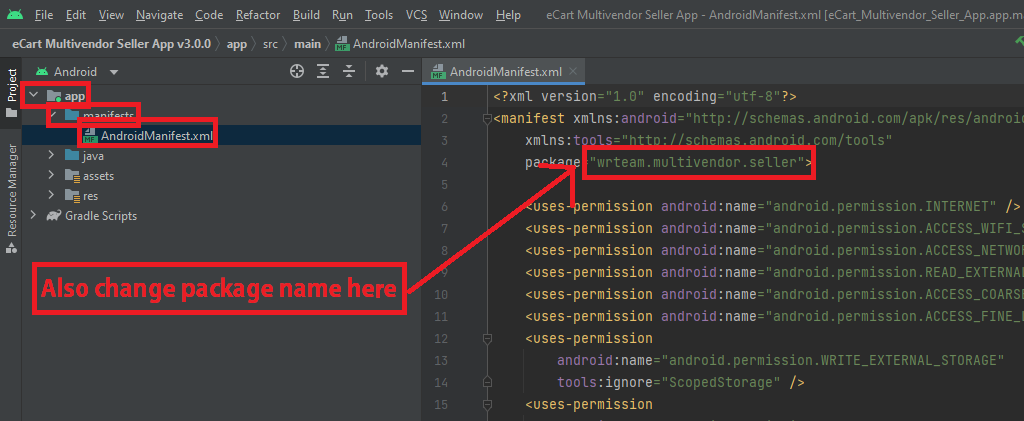 File Edit View Navigate Code Refactor Build Run Tools VCS Window Help eCart Multivendor Seller App - AndroidManifest.xml [eCart_Multivendor_Seller_App.app.ma
eCart Multivendor Seller App v3.0.0 app src main AndroidManifest.xml
Project
Resource Manager
Android
app
manifests
AndroidManifest.xml
java
assets
res
Gradle Scripts
Also change package name here
AndroidManifest.xml
1 <?xml version="1.0" encoding="utf-8"?>
2 <manifest xmlns:android="http://schemas.android.com/apk/res/android
3 xmlns:tools="http://schemas.android.com/tools"
4 package="wrteam.multivendor.seller">
5
6 <uses-permission android:name="android.permission.INTERNET" />
7 <uses-permission android:name="android.permission.ACCESS_WIFI_S
8 <uses-permission android:name="android.permission.ACCESS_NETWOR
9 <uses-permission android:name="android.permission.READ_EXTERNAL
10 <uses-permission android:name="android.permission.ACCESS_COARSE
11 <uses-permission android:name="android.permission.ACCESS_FINE_L
12 <uses-permission
13 android:name="android.permission.WRITE_EXTERNAL_STORAGE"
14 tools:ignore="ScopedStorage" />
15 <uses-permission